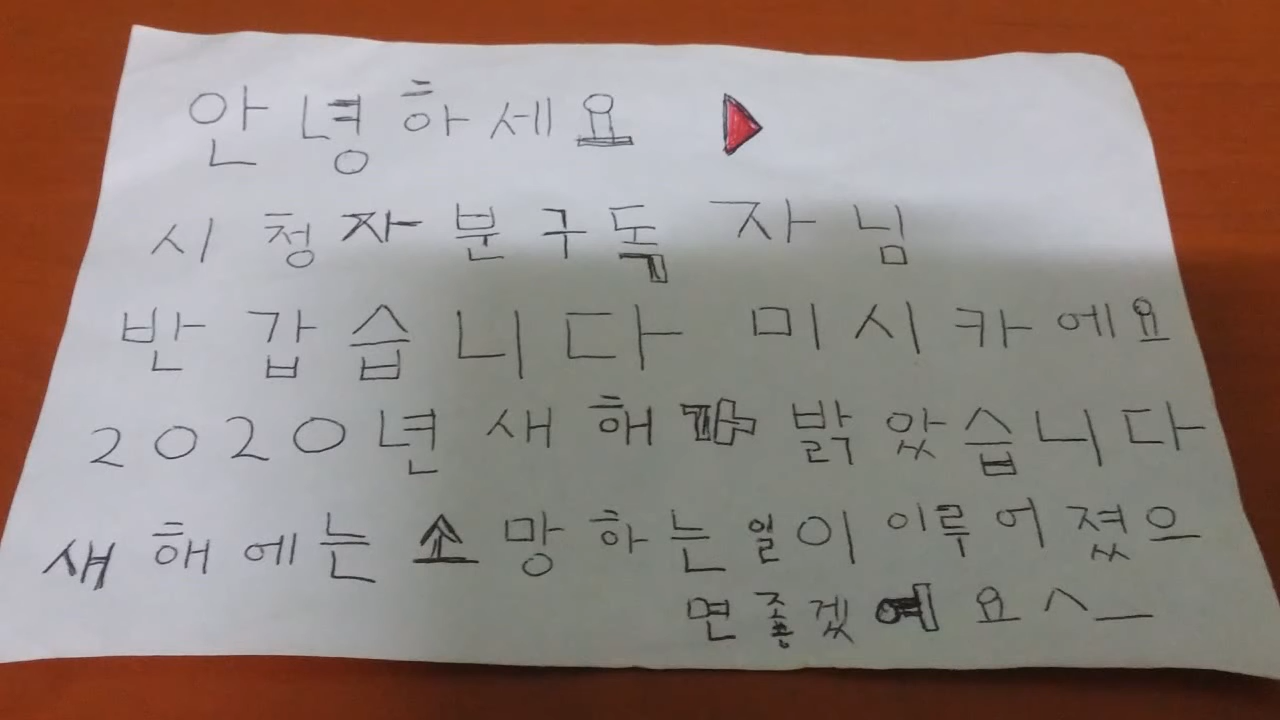 안녕하세요
시청자분구독자님
반갑습니다 미시카에요
2020년 새해가 밝았습니다
새해에는 소망하는일이 이루어졌으
면좋겠예요^_